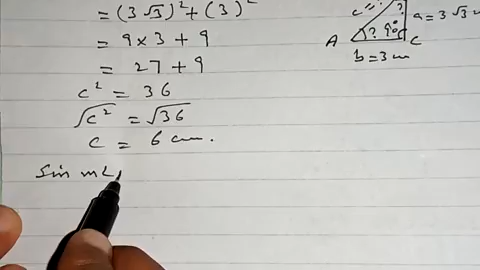 = (3√3)² + (3)²
= 9 × 3 + 9
= 27 + 9
c² = 36
√c² = √36
c = 6 cm.
Sin m∠
c = ?
?
a = 3√3
A ? 90° C
b = 3 cm